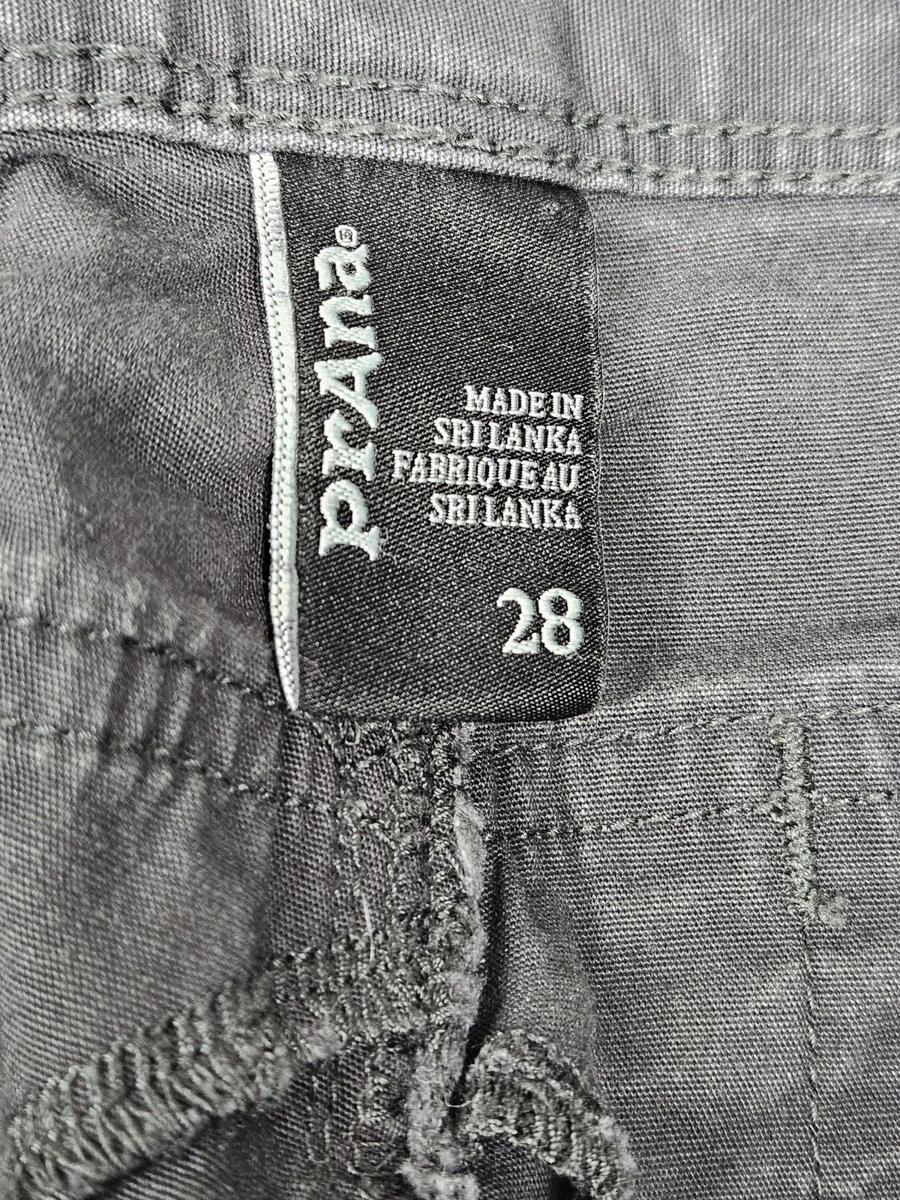 prAna®
MADE IN
SRI LANKA
FABRIQUE AU
SRI LANKA
28